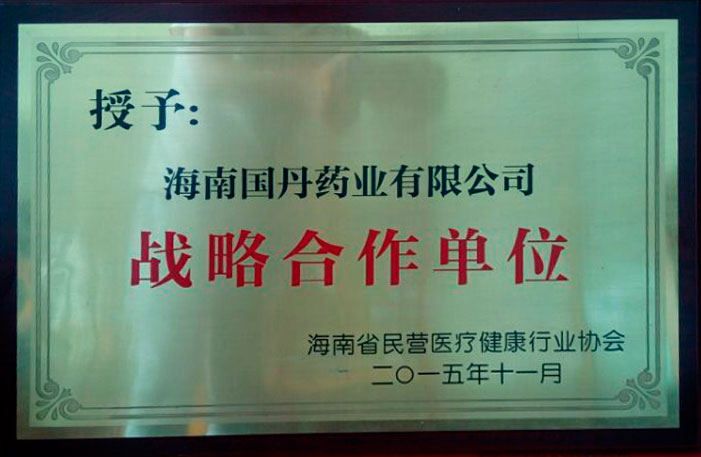 授予:
海南国丹药业有限公司
战略合作单位
海南省民营医疗健康行业协会
二〇一五年十一月